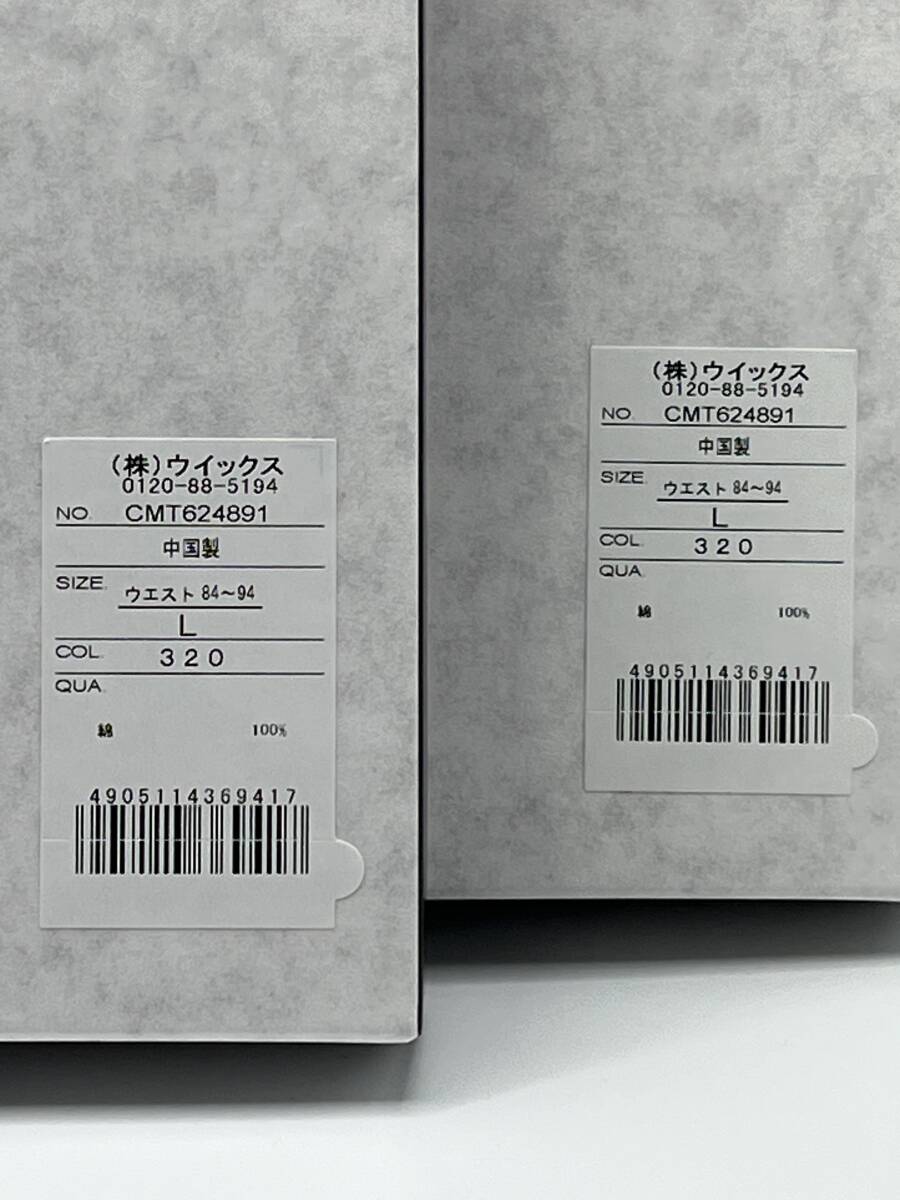 (株)ウイックス
0120-88-5194
NO. CMT624891
中国製
SIZE. ウエスト 84～94
L
COL. 320
QUA.
綿 100%
4905114369417
(株)ウイックス
0120-88-5194
NO. CMT624891
中国製
SIZE. ウエスト 84～94
L
COL. 320
QUA.
綿 100%
4905114369417